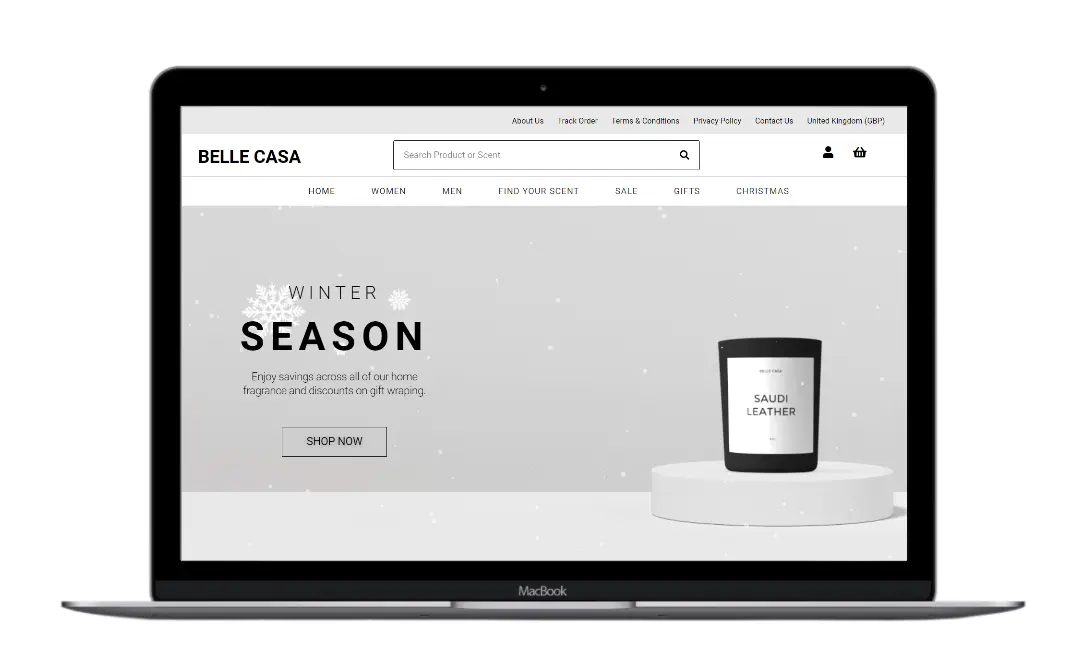 About Us Track Order Terms & Conditions Privacy Policy Contact Us United Kingdom (GBP)
BELLE CASA
Search Product or Scent
HOME WOMEN MEN FIND YOUR SCENT SALE GIFTS CHRISTMAS
WINTER
SEASON
Enjoy savings across all of our home
fragrance and discounts on gift wraping.
SHOP NOW
BELLE CASA
SAUDI
LEATHER
MacBook